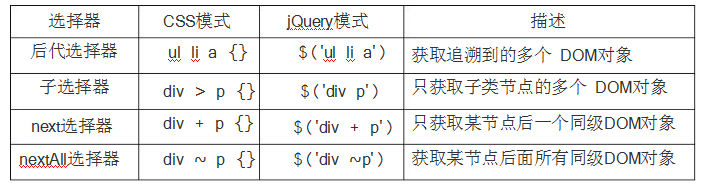 选择器 CSS模式 jQuery模式 描述
后代选择器 ul li a {} $('ul li a') 获取追溯到的多个 DOM对象
子选择器 div > p {} $('div p') 只获取子类节点的多个 DOM对象
next选择器 div + p {} $('div + p') 只获取某节点后一个同级DOM对象
nextAll选择器 div ~ p {} $('div ~p') 获取某节点后面所有同级DOM对象